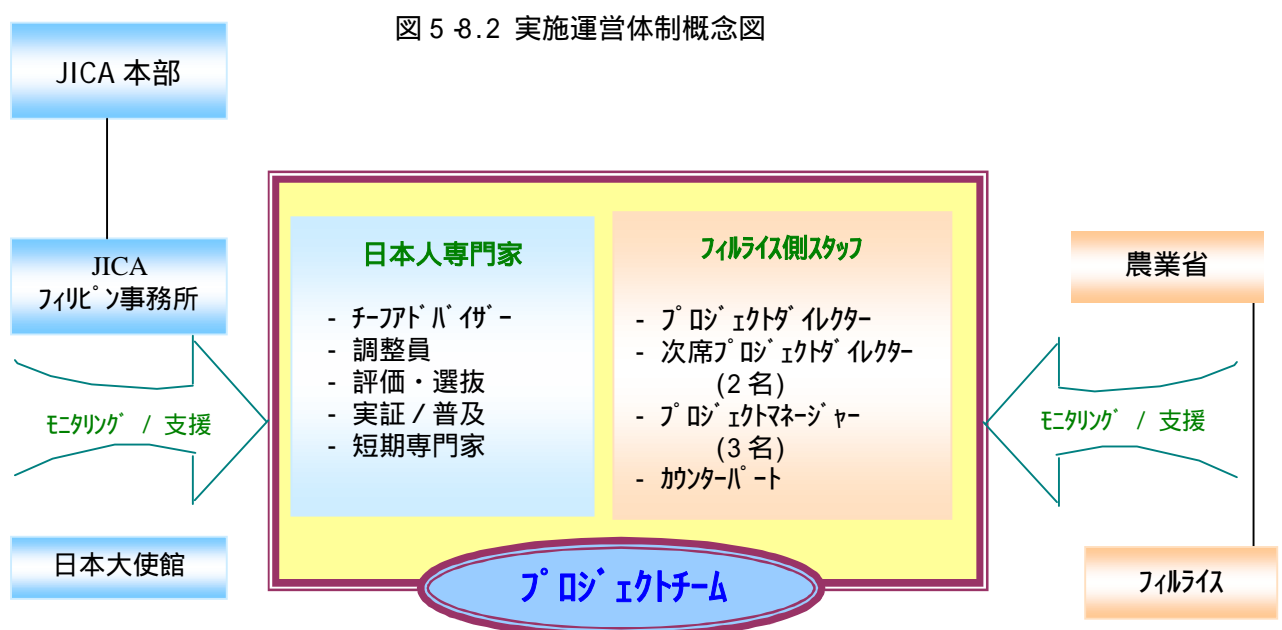 図 5-8.2 実施運営体制概念図
JICA 本部
JICA
ﾌｨﾘﾋﾟﾝ事務所
ﾓﾆﾀﾘﾝｸﾞ / 支援
日本大使館
日本人専門家
- ﾁｰﾌｱﾄﾞﾊﾞｲｻﾞｰ
- 調整員
- 評価・選抜
- 実証 / 普及
- 短期専門家
ﾌｨﾙﾗｲｽ側ｽﾀｯﾌ
- ﾌﾟﾛｼﾞｪｸﾄﾀﾞｲﾚｸﾀｰ
- 次席ﾌﾟﾛｼﾞｪｸﾄﾀﾞｲﾚｸﾀｰ
(2 名)
- ﾌﾟﾛｼﾞｪｸﾄﾏﾈｰｼﾞｬｰ
(3 名)
- ｶｳﾝﾀｰﾊﾟｰﾄ
ﾌﾟﾛｼﾞｪｸﾄﾁｰﾑ
農業省
ﾓﾆﾀﾘﾝｸﾞ / 支援
ﾌｨﾙﾗｲｽ